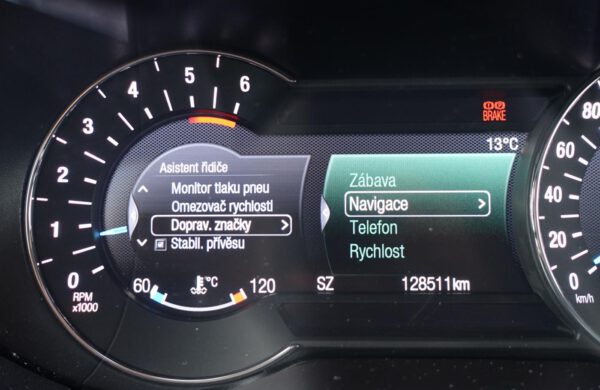 0
1
2
3
4
5
6
RPM
x1000
Asistent řidiče
Monitor tlaku pneu
Omezovač rychlosti
Doprav. značky >
Stabil. přívěsu
60 °C 120
BRAKE
13°C
Zábava
Navigace >
Telefon
Rychlost
SZ 128511km
80
60
40
20
0
km/h